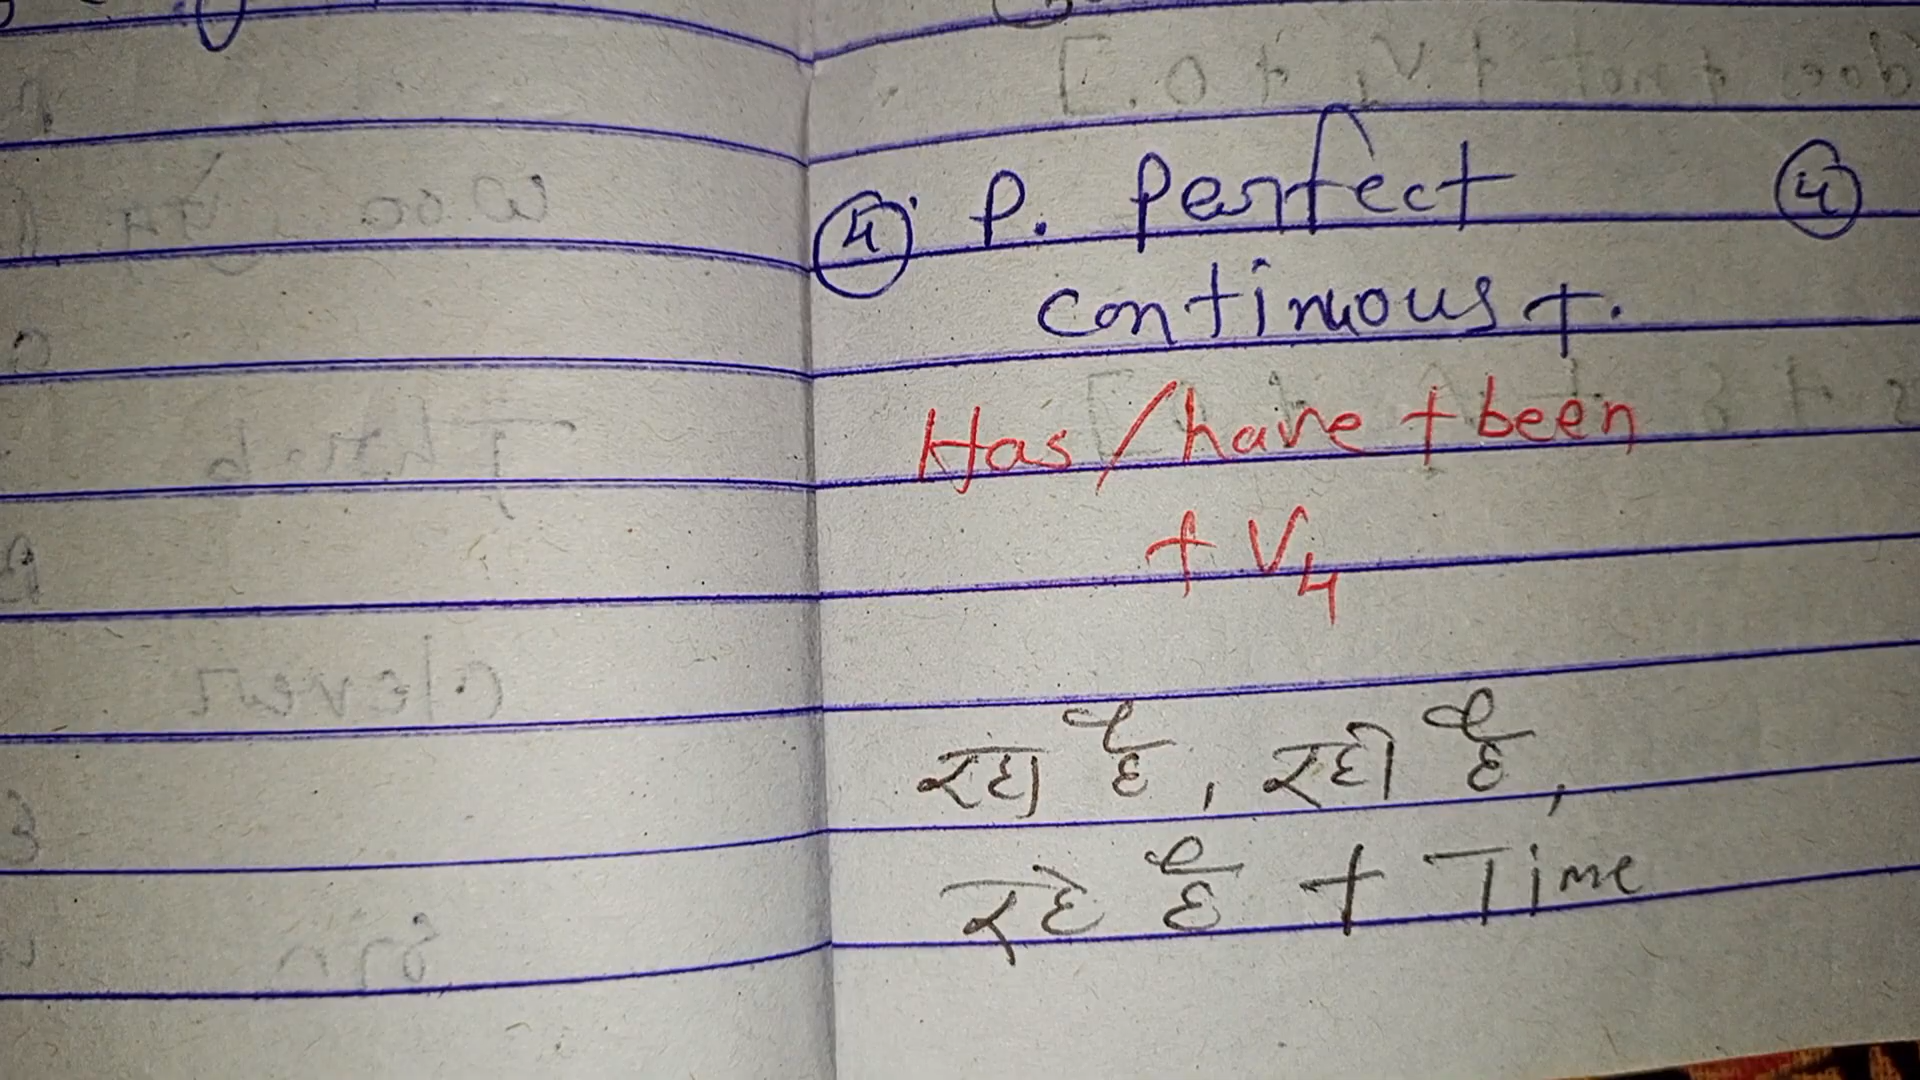 ④ P. Perfect ④
continuous T.
Has/have + been
+ V4
रहा है, रही है,
रहे है + Time